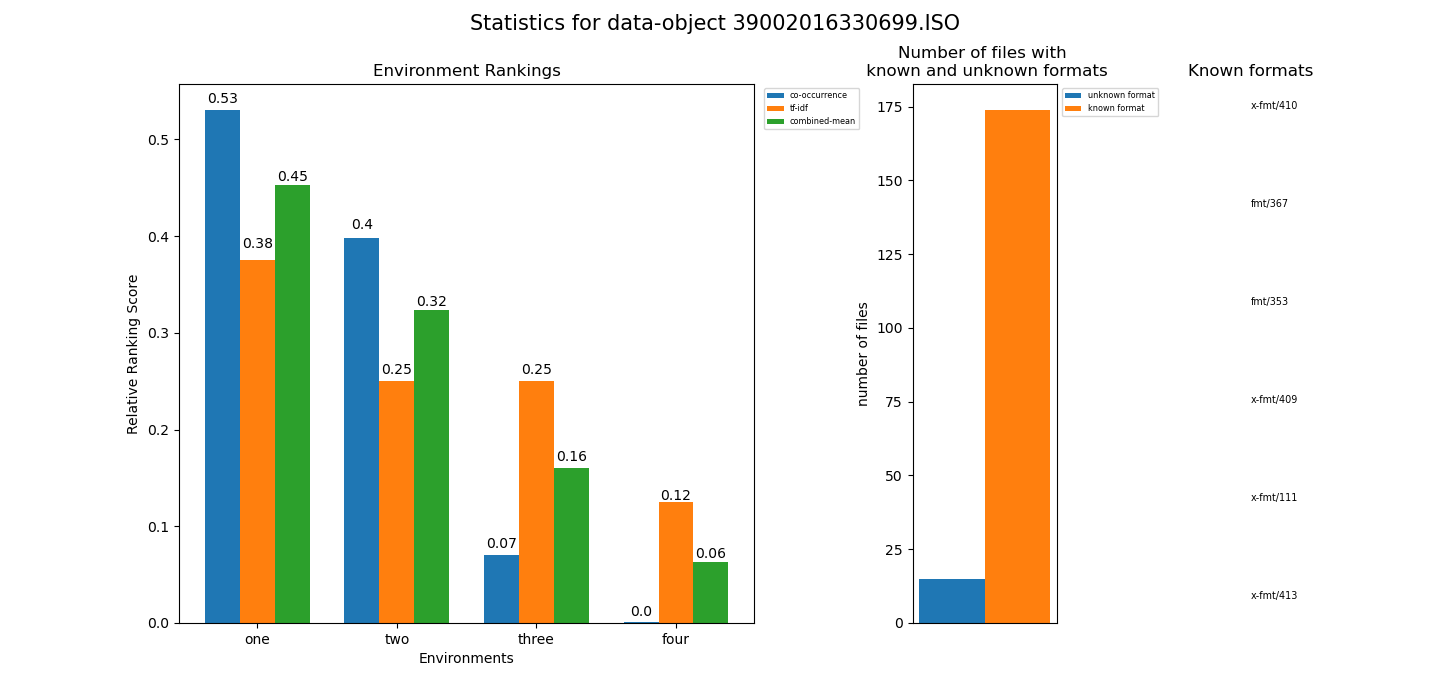 Statistics for data-object 39002016330699.ISO
Environment Rankings
Relative Ranking Score
0.5
0.4
0.3
0.2
0.1
0.0
0.53
0.38
0.45
0.4
0.25
0.32
0.07
0.25
0.16
0.0
0.12
0.06
one
two
three
four
Environments
co-occurrence
tf-idf
combined-mean
Number of files with
known and unknown formats
number of files
175
150
125
100
75
50
25
0
unknown format
known format
Known formats
x-fmt/410
fmt/367
fmt/353
x-fmt/409
x-fmt/111
x-fmt/413